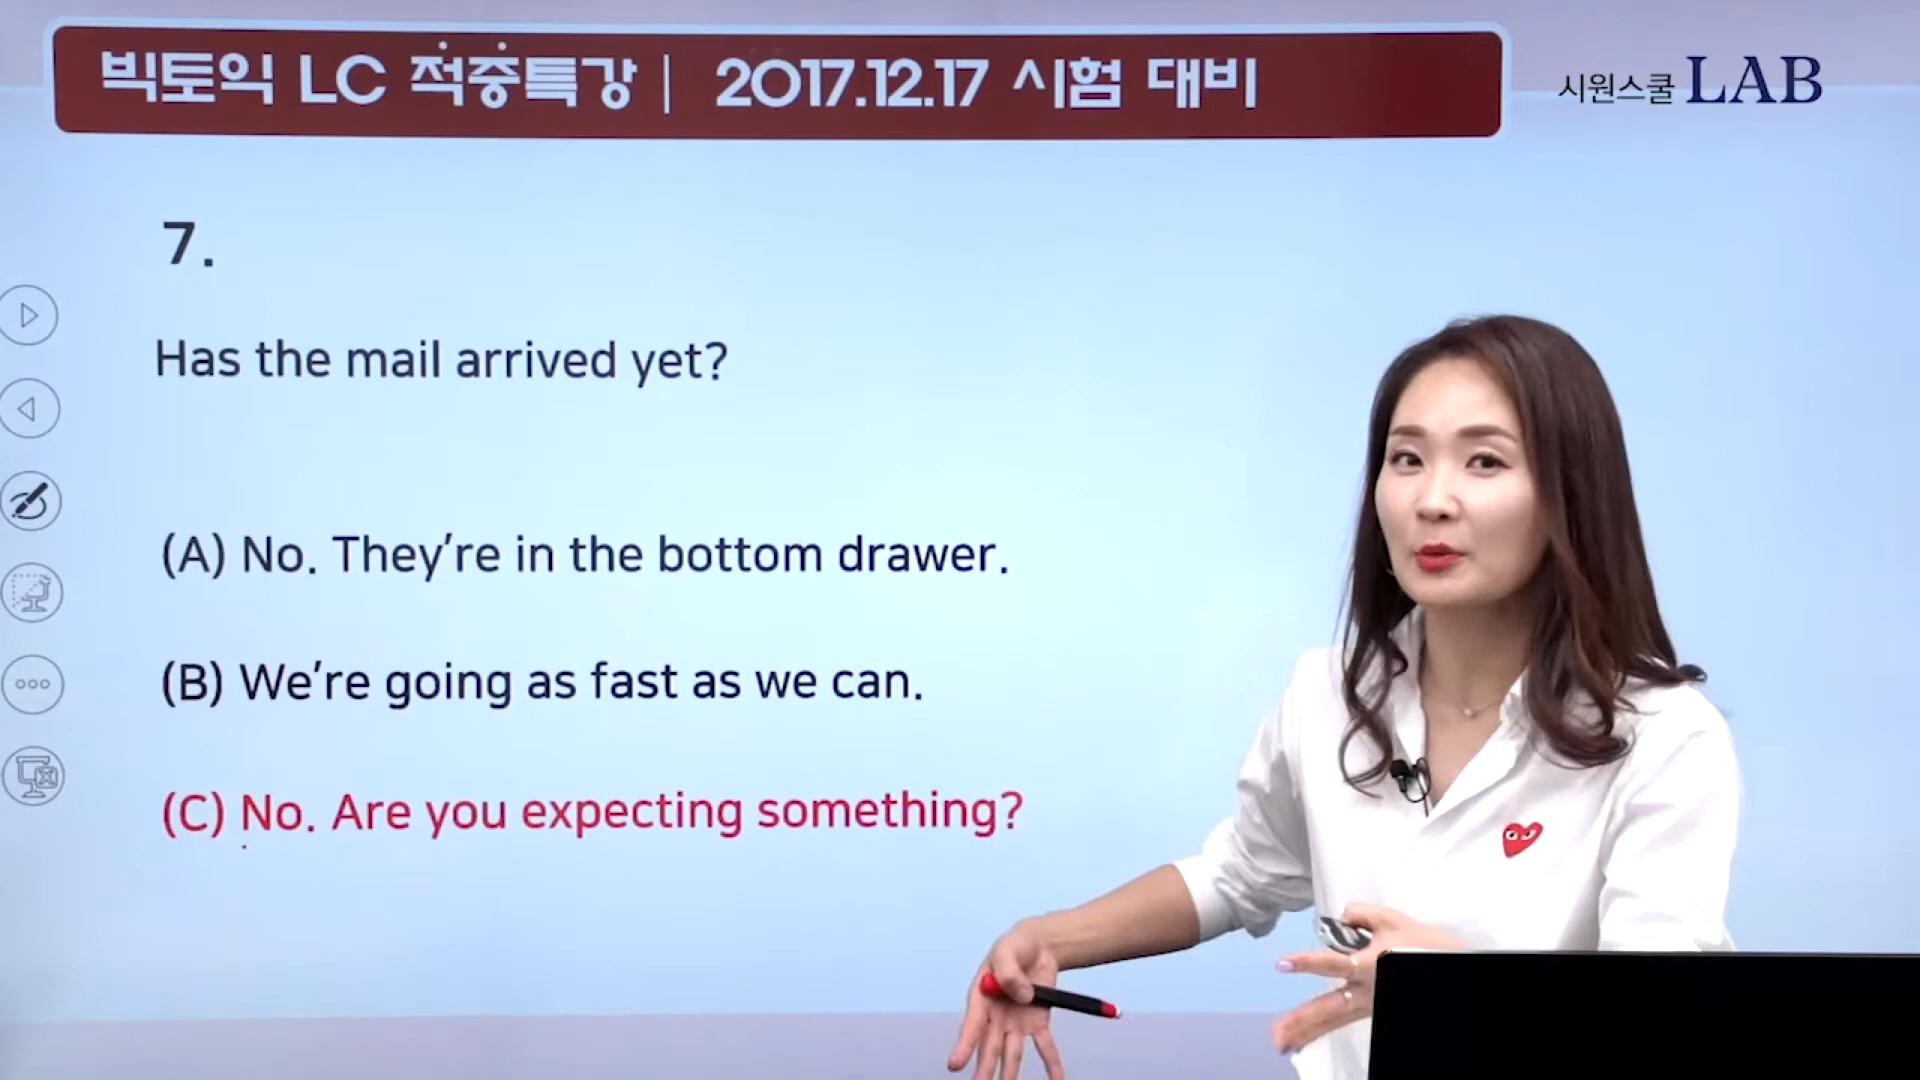 빅토익 LC 적중특강 | 2017.12.17 시험 대비
시원스쿨 LAB
7.
Has the mail arrived yet?
(A) No. They're in the bottom drawer.
(B) We're going as fast as we can.
(C) No. Are you expecting something?